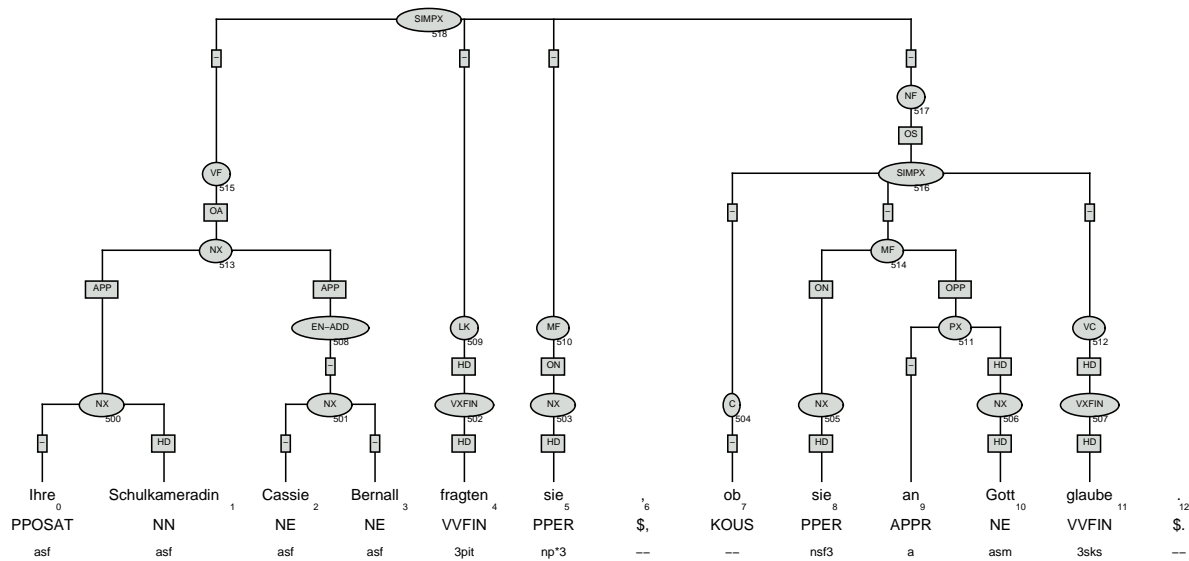 SIMPX
518
– – – –
NF
517
OS
VF
515
SIMPX
516
OA
– – –
NX
513
MF
514
APP APP ON OPP
EN–ADD
508
LK
509
MF
510
PX
511
VC
512
– HD ON – HD HD
NX
500
NX
501
VXFIN
502
NX
503
C
504
NX
505
NX
506
VXFIN
507
– HD – – HD HD – HD HD HD
Ihre Schulkameradin Cassie Bernall fragten sie , ob sie an Gott glaube .
0 1 2 3 4 5 6 7 8 9 10 11 12
PPOSAT NN NE NE VVFIN PPER $, KOUS PPER APPR NE VVFIN $.
asf asf asf asf 3pit np*3 –– –– nsf3 a asm 3sks ––